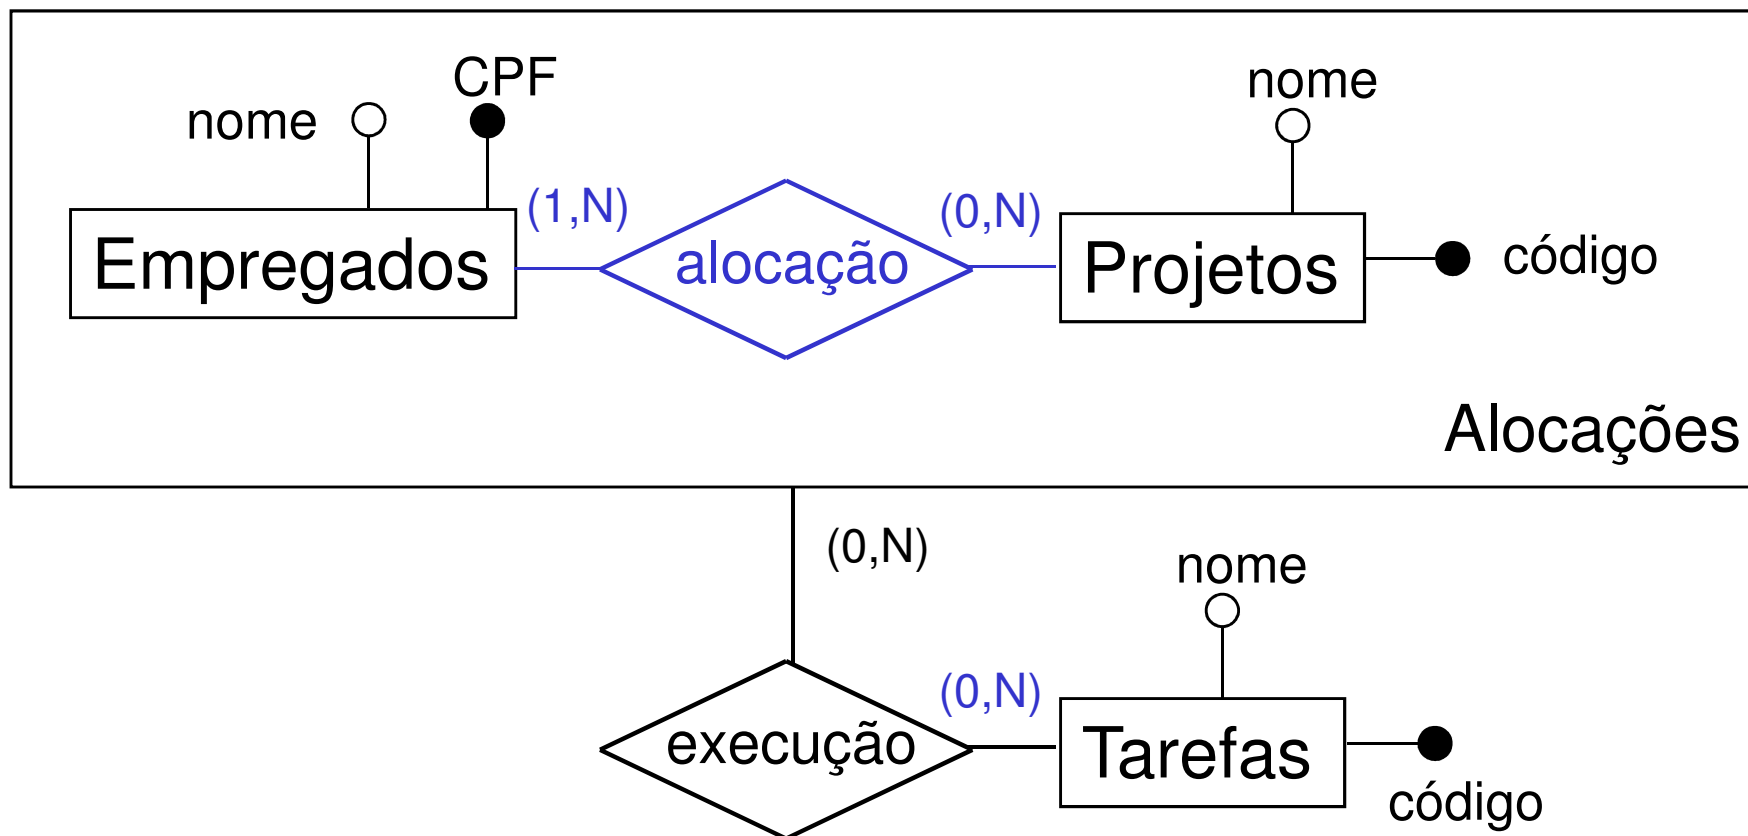 CPF
nome
nome
(1,N)
(0,N)
Empregados
alocação
Projetos
código
Alocações
(0,N)
nome
(0,N)
execução
Tarefas
código